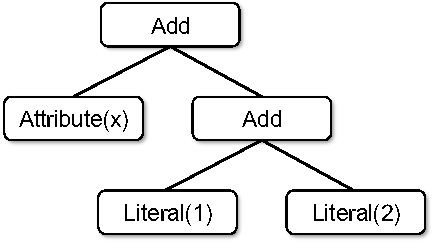 Add
Attribute(x)
Add
Literal(1)
Literal(2)